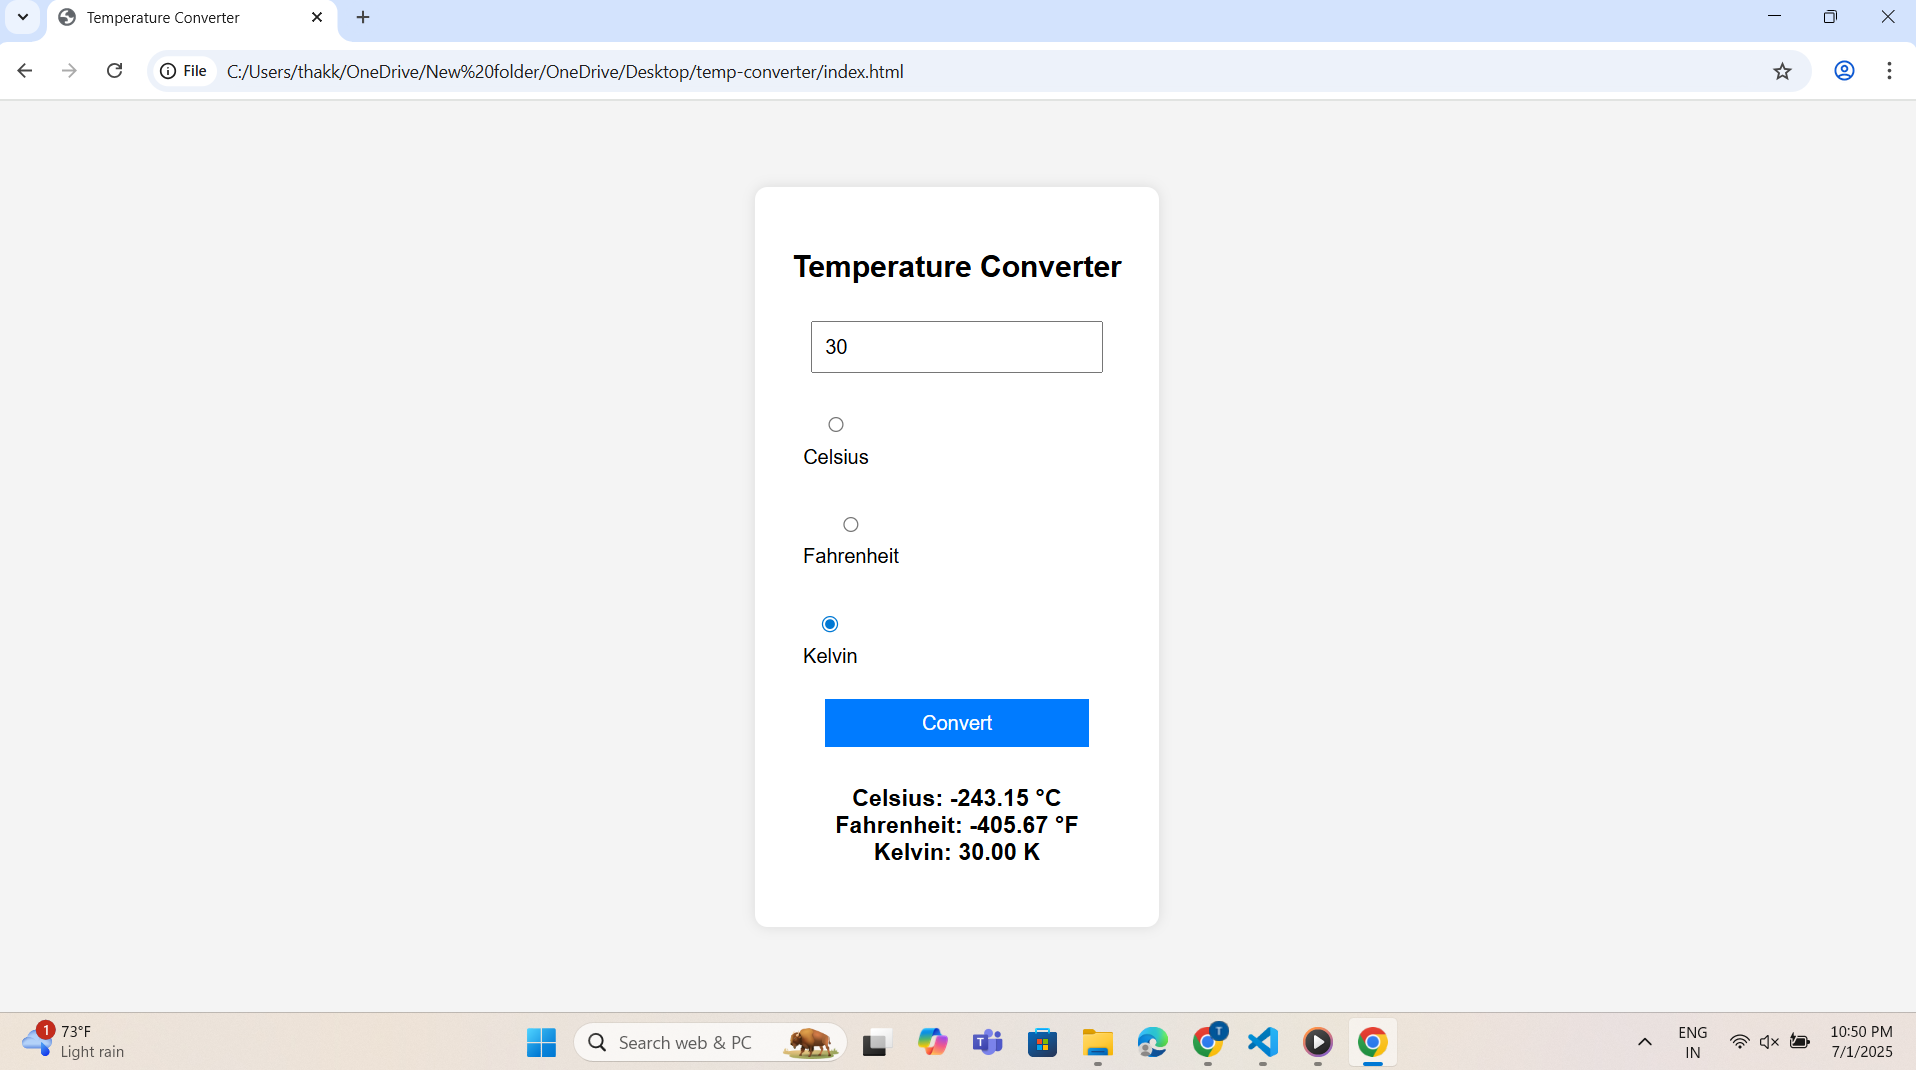 Temperature Converter
File
C:/Users/thakk/OneDrive/New%20folder/OneDrive/Desktop/temp-converter/index.html
Temperature Converter
30
Celsius
Fahrenheit
Kelvin
Convert
Celsius: -243.15 °C
Fahrenheit: -405.67 °F
Kelvin: 30.00 K
1
73°F
Light rain
Search web & PC
T
T
ENG
IN
10:50 PM
7/1/2025